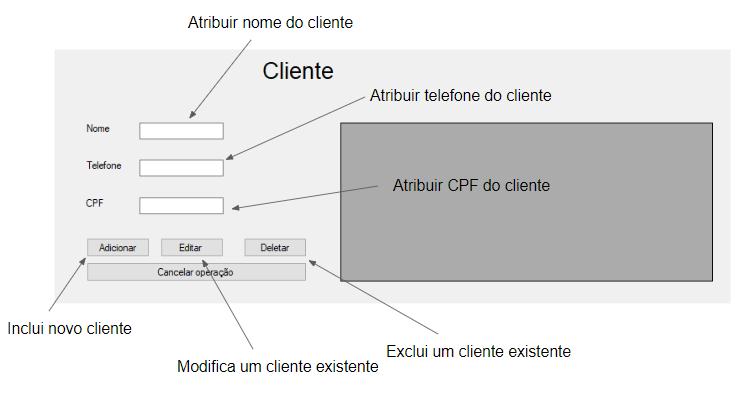 Atribuir nome do cliente
Cliente
Atribuir telefone do cliente
Nome
Telefone
Atribuir CPF do cliente
CPF
Adicionar
Editar
Deletar
Cancelar operação
Inclui novo cliente
Exclui um cliente existente
Modifica um cliente existente